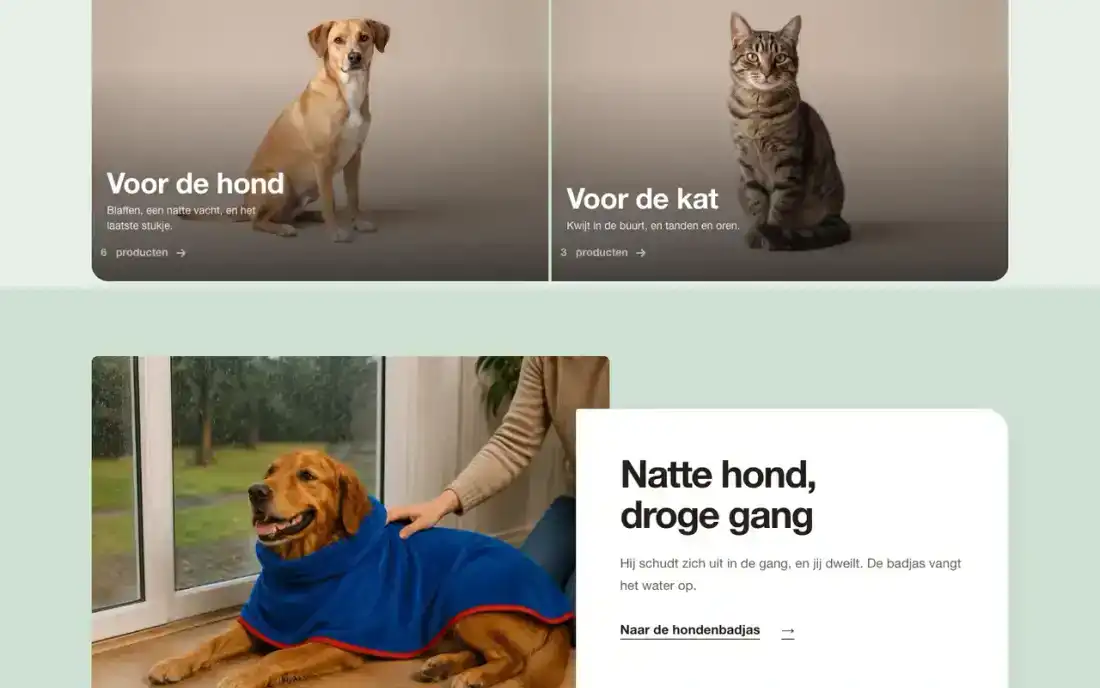 Voor de hond
Blaffen, een natte vacht, en het
laatste stukje.
6 producten →
Voor de kat
Kwijt in de buurt, en tanden en oren.
3 producten →
Natte hond,
droge gang
Hij schudt zich uit in de gang, en jij dweilt. De badjas vangt
het water op.
Naar de hondenbadjas →